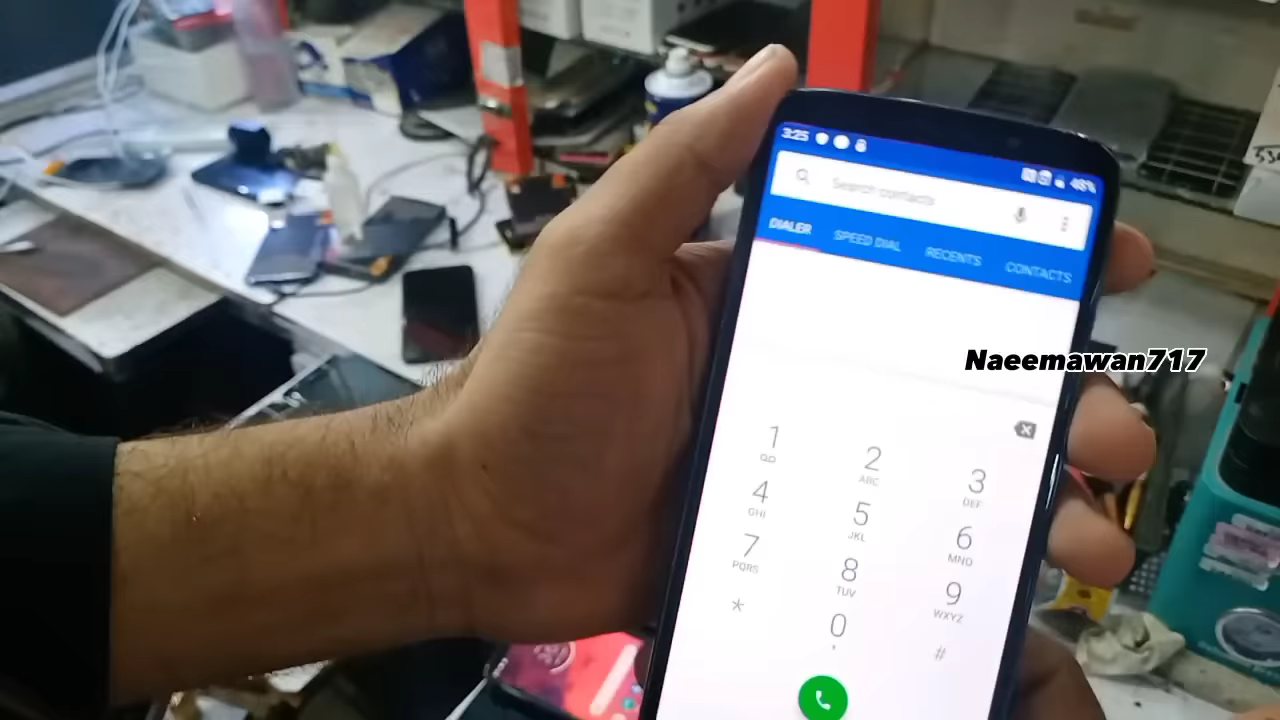 3:25
46%
Search contacts
DIALER SPEED DIAL RECENTS CONTACTS
Naeemawan717
1 2 3
ABC DEF
4 5 6
GHI JKL MNO
7 8 9
PQRS TUV WXYZ
* 0 #